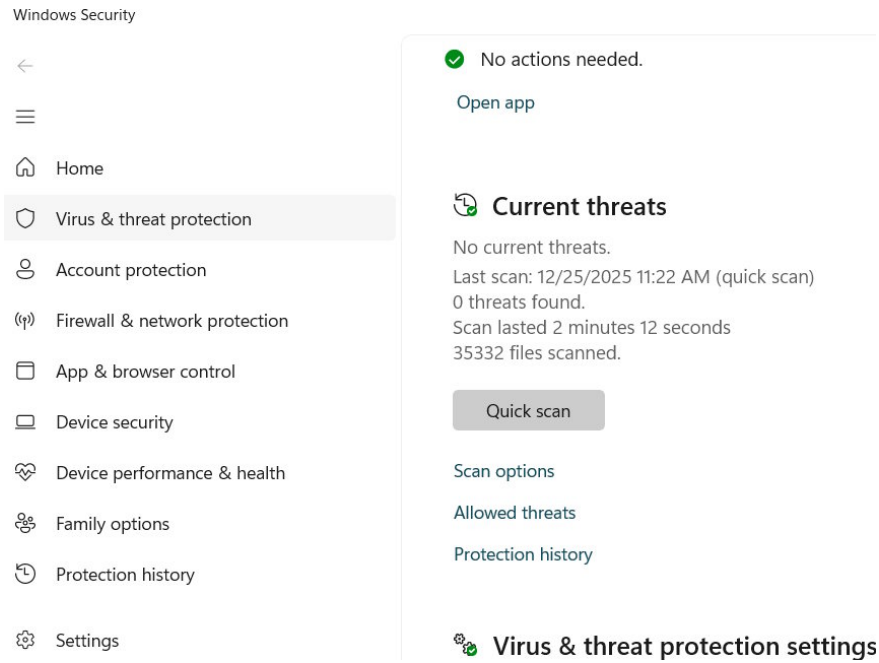 Windows Security
Home
Virus & threat protection
Account protection
Firewall & network protection
App & browser control
Device security
Device performance & health
Family options
Protection history
Settings
No actions needed.
Open app
Current threats
No current threats.
Last scan: 12/25/2025 11:22 AM (quick scan)
0 threats found.
Scan lasted 2 minutes 12 seconds
35332 files scanned.
Quick scan
Scan options
Allowed threats
Protection history
Virus & threat protection settings